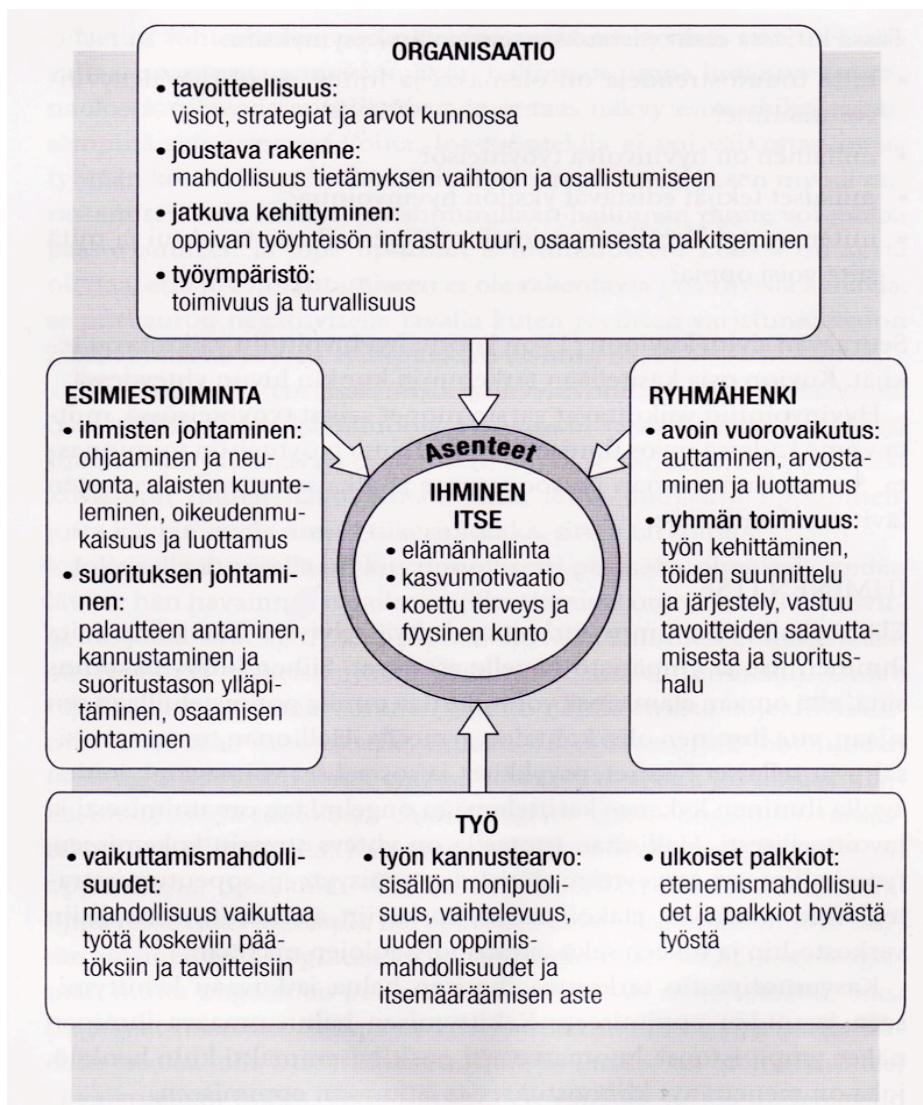 ORGANISAATIO
• tavoitteellisuus:
visiot, strategiat ja arvot kunnossa
• joustava rakenne:
mahdollisuus tietämyksen vaihtoon ja osallistumiseen
• jatkuva kehittyminen:
oppivan työyhteisön infrastruktuuri, osaamisesta palkitseminen
• työympäristö:
toimivuus ja turvallisuus
ESIMIESTOIMINTA
• ihmisten johtaminen:
ohjaaminen ja neu-
vonta, alaisten kuunte-
leminen, oikeudenmu-
kaisuus ja luottamus
• suorituksen johtami-
nen:
palautteen antaminen,
kannustaminen ja
suoritustason ylläpi-
täminen, osaamisen
johtaminen
Asenteet
IHMINEN
ITSE
• elämänhallinta
• kasvumotivaatio
• koettu terveys ja
fyysinen kunto
RYHMÄHENKI
• avoin vuorovaikutus:
auttaminen, arvosta-
minen ja luottamus
• ryhmän toimivuus:
työn kehittäminen,
töiden suunnittelu
ja järjestely, vastuu
tavoitteiden saavutta-
misesta ja suoritus-
halu
TYÖ
• vaikuttamismahdolli-
suudet:
mahdollisuus vaikuttaa
työtä koskeviin pää-
töksiin ja tavoitteisiin
• työn kannustearvo:
sisällön monipuoli-
suus, vaihtelevuus,
uuden oppimis-
mahdollisuudet ja
itsemääräämisen aste
• ulkoiset palkkiot:
etenemismahdollisuu-
det ja palkkiot hyvästä
työstä